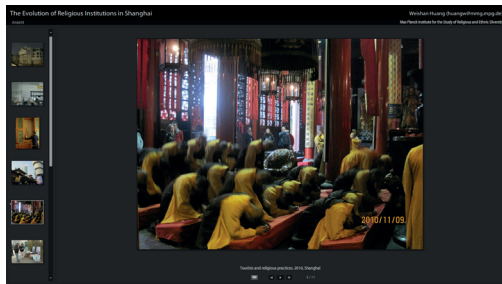 The Evolution of Religious Institutions in Shanghai
Weishan Huang (huangwei@mmg.mpg.de)
Max Planck Institute for the Study of Religious and Ethnic Diversity
2010/11/09
Tourists and religious practices, 2010, Shanghai